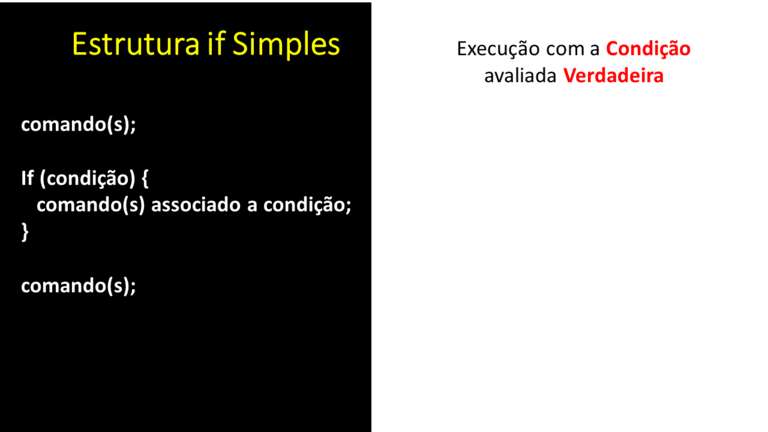 Estrutura if Simples
comando(s);
If (condição) {
comando(s) associado a condição;
}
comando(s);
Execução com a Condição
avaliada Verdadeira